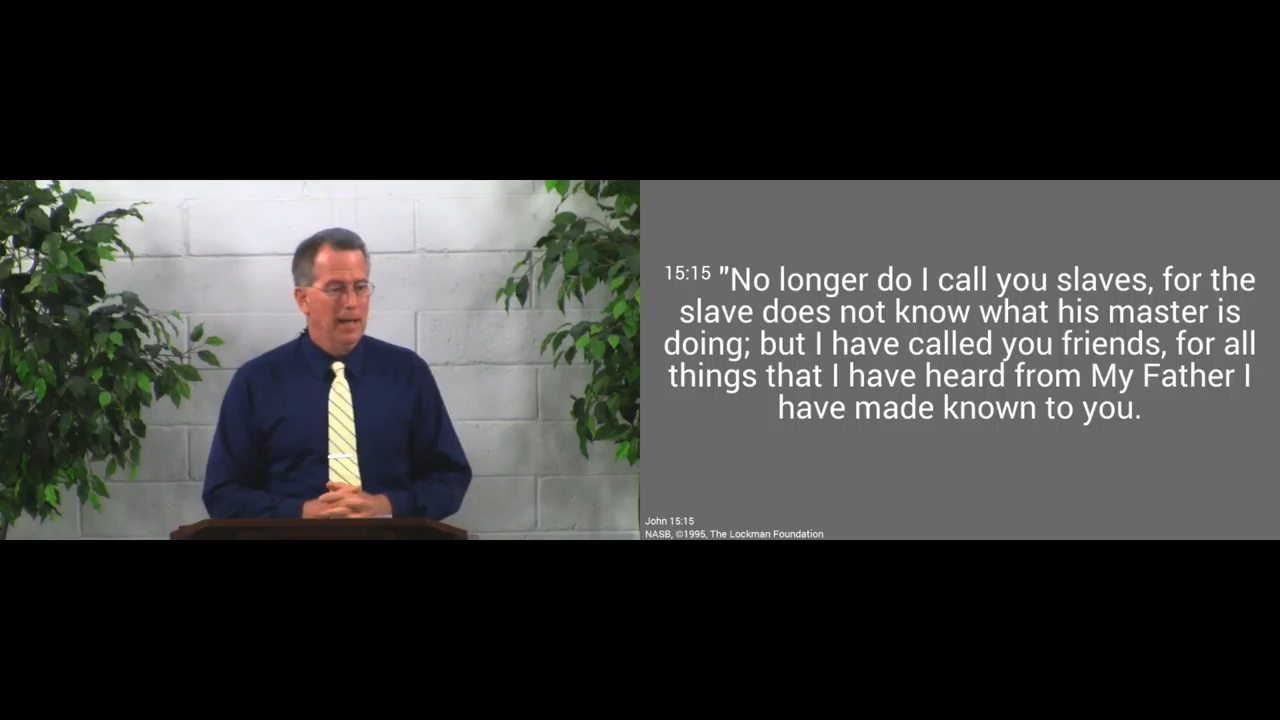 15:15 "No longer do I call you slaves, for the
slave does not know what his master is
doing; but I have called you friends, for all
things that I have heard from My Father I
have made known to you.
John 15:15
NASB, ©1995, The Lockman Foundation